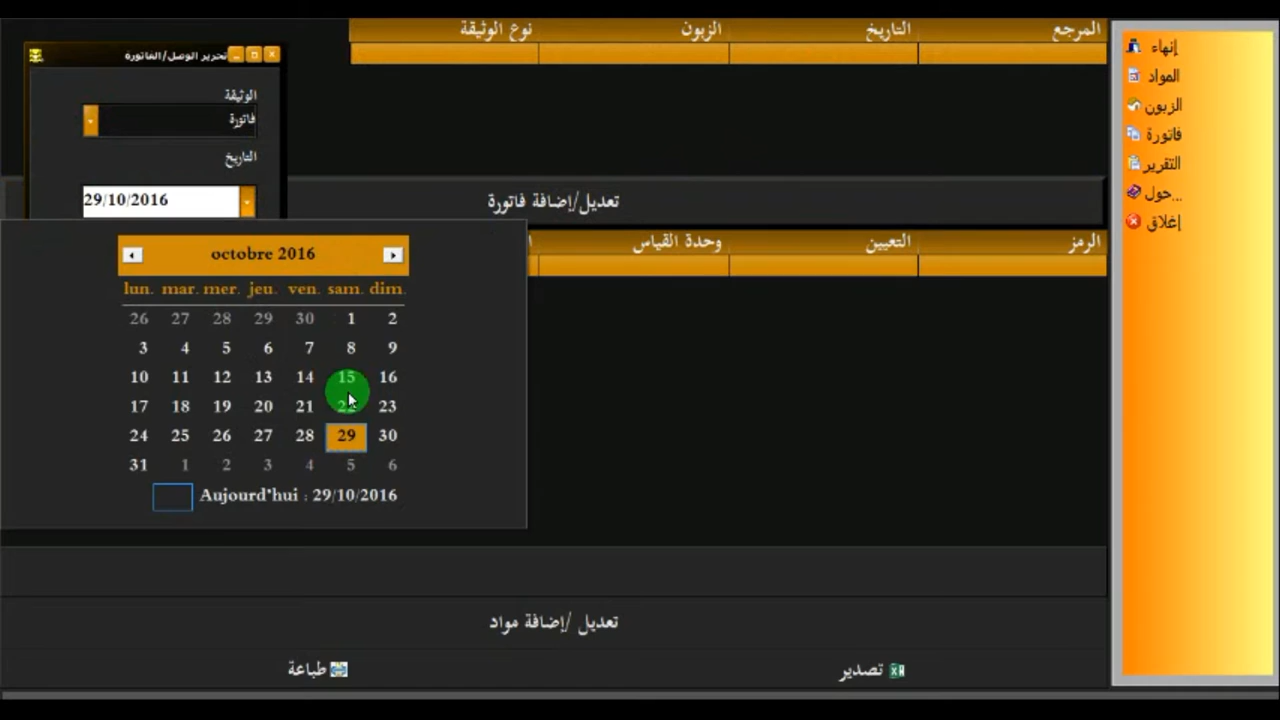 المرجع التاريخ الزبون نوع الوثيقة
تحرير الوصل/الفاتورة
الوثيقة
فاتورة
التاريخ
29/10/2016
تعديل/إضافة فاتورة
الرمز التعيين وحدة القياس
octobre 2016
lun. mar. mer. jeu. ven. sam. dim.
26 27 28 29 30 1 2
3 4 5 6 7 8 9
10 11 12 13 14 15 16
17 18 19 20 21 22 23
24 25 26 27 28 29 30
31 1 2 3 4 5 6
Aujourd'hui : 29/10/2016
تعديل /إضافة مواد
تصدير طباعة
إنهاء
المواد
الزبون
فاتورة
التقرير
حول...
إغلاق